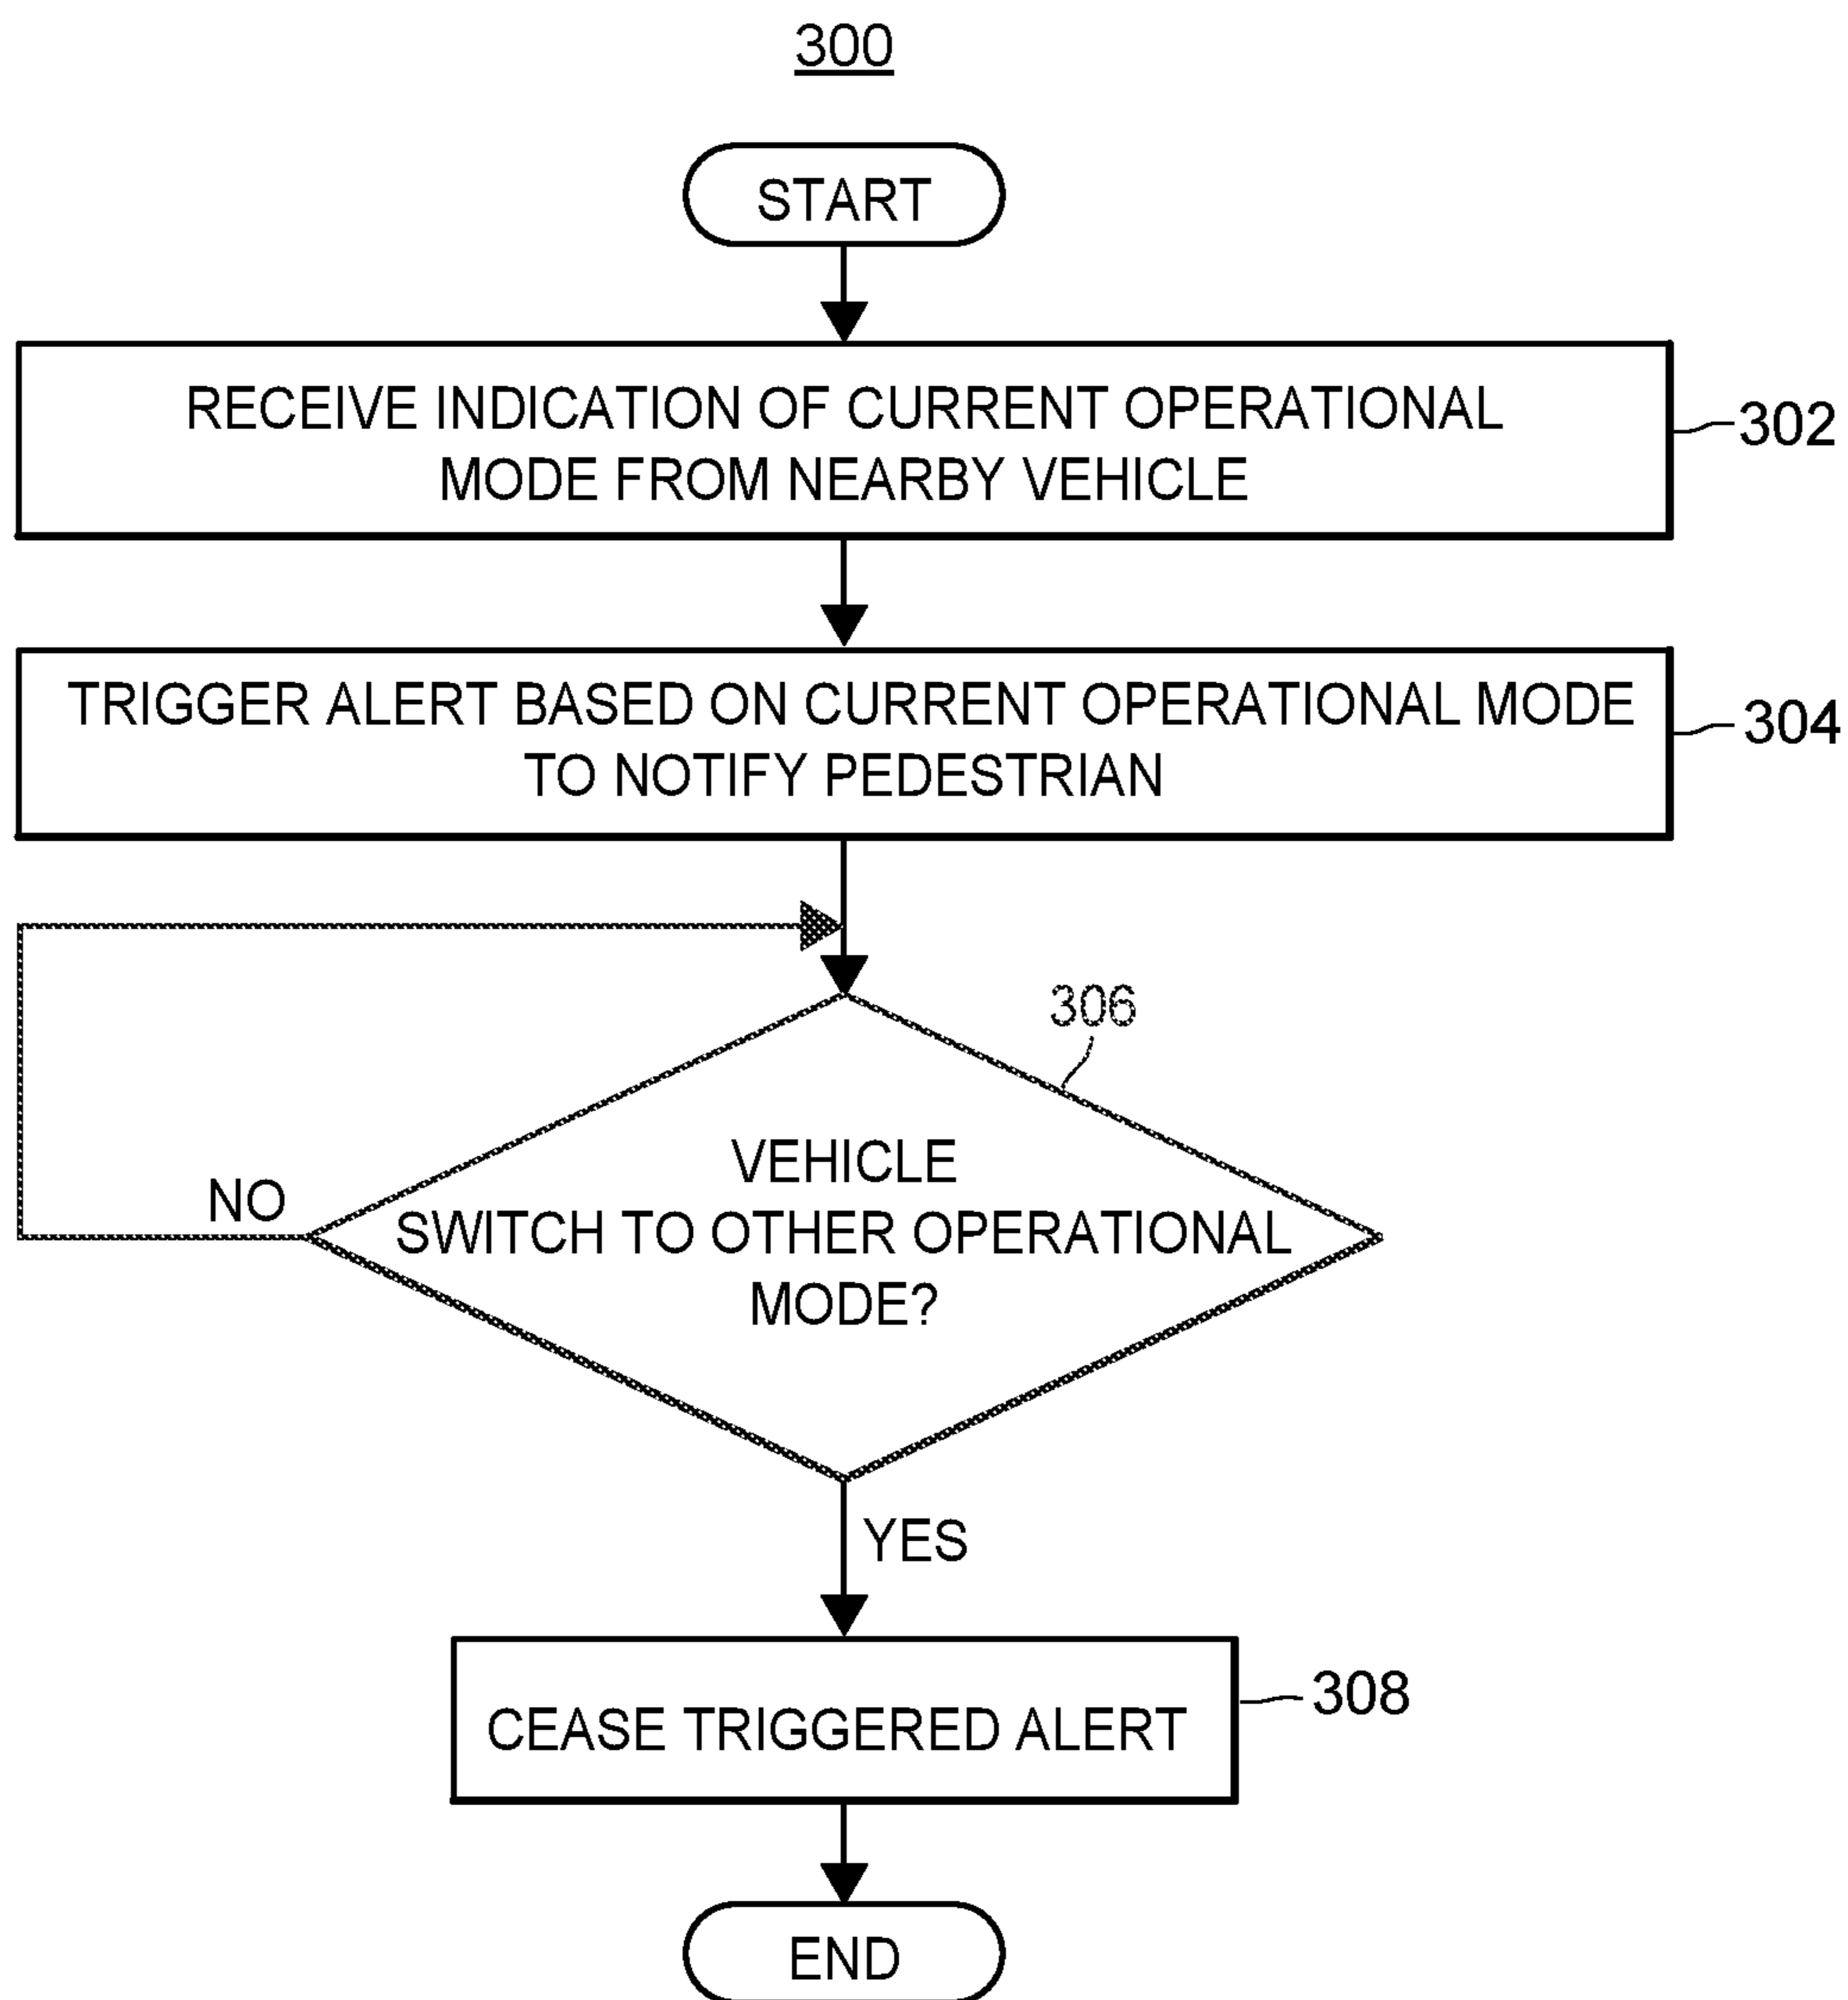 300
START
RECEIVE INDICATION OF CURRENT OPERATIONAL
MODE FROM NEARBY VEHICLE
302
TRIGGER ALERT BASED ON CURRENT OPERATIONAL MODE
TO NOTIFY PEDESTRIAN
304
306
VEHICLE
SWITCH TO OTHER OPERATIONAL
MODE?
NO
YES
CEASE TRIGGERED ALERT
308
END